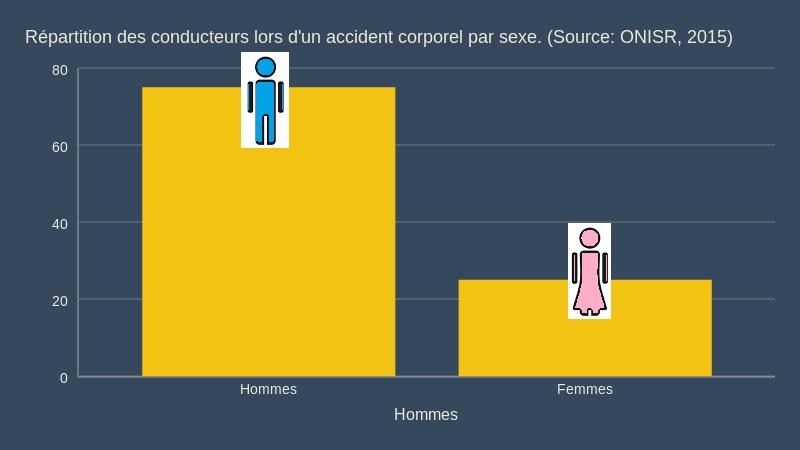 Répartition des conducteurs lors d'un accident corporel par sexe. (Source: ONISR, 2015)
80
60
40
20
0
Hommes Femmes
Hommes